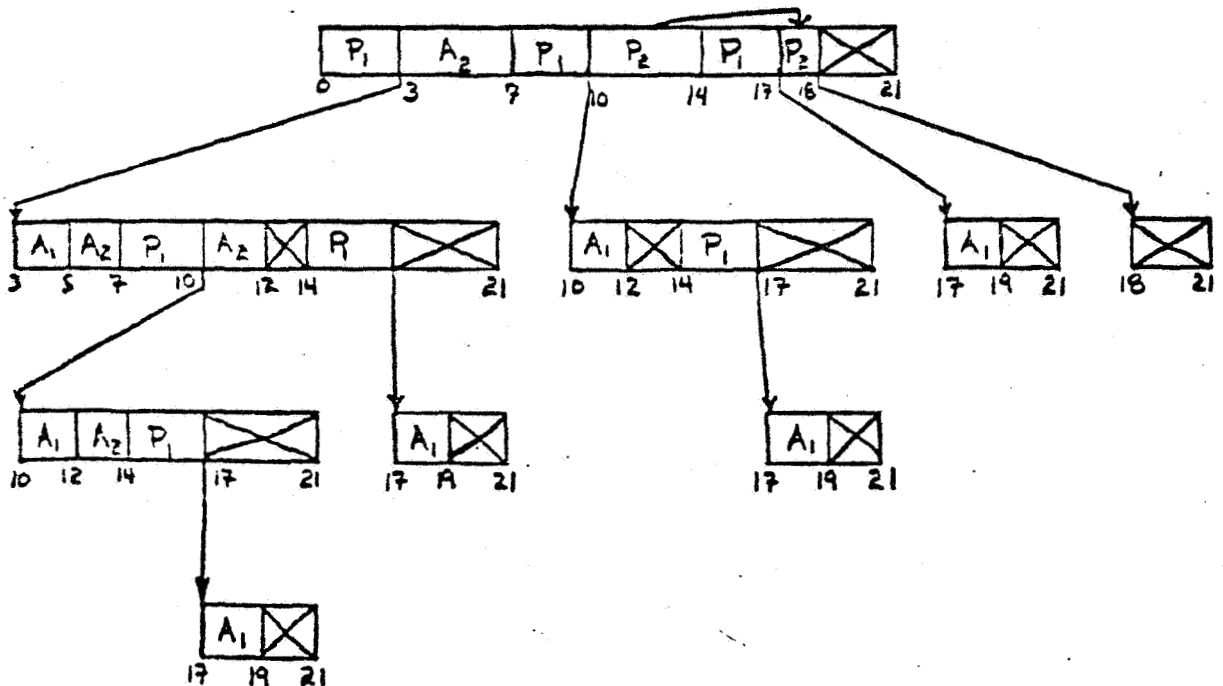 P₁ A₂ P₁ P₂ P₁ P₂
0 3 7 10 14 17 18 21
A₁ A₂ P₁ A₂ R A₁ P₁ A₁
3 5 7 10 12 14 21 10 12 14 17 21 17 19 21 18 21
A₁ A₂ P₁ A₁ A₁
10 12 14 17 21 17 19 21 17 19 21
A₁
17 19 21